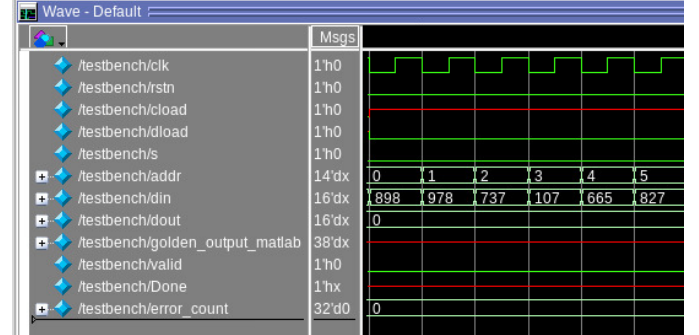 Wave - Default
Msgs
/testbench/clk 1'h0
/testbench/rstn 1'h0
/testbench/cload 1'h0
/testbench/dload 1'h0
/testbench/s 1'h0
/testbench/addr 14'dx 0 1 2 3 4 5
/testbench/din 16'dx 898 978 737 107 665 827
/testbench/dout 16'dx 0
/testbench/golden_output_matlab 38'dx
/testbench/valid 1'h0
/testbench/Done 1'hx
/testbench/error_count 32'd0 0